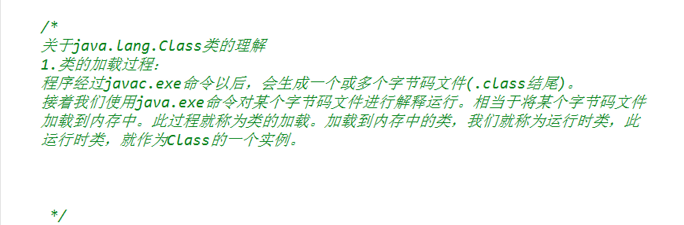 /*
关于java.lang.Class类的理解
1.类的加载过程：
程序经过javac.exe命令以后，会生成一个或多个字节码文件(.class结尾)。
接着我们使用java.exe命令对某个字节码文件进行解释运行。相当于将某个字节码文件
加载到内存中。此过程就称为类的加载。加载到内存中的类，我们就称为运行时类，此
运行时类，就作为Class的一个实例。
*/